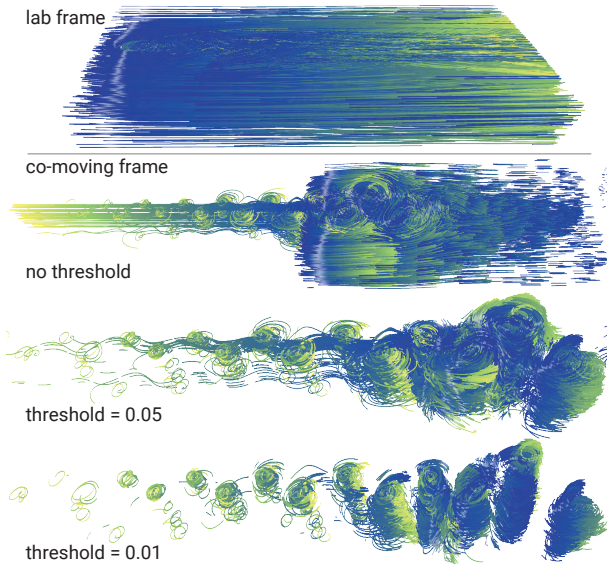 lab frame
co-moving frame
no threshold
threshold = 0.05
threshold = 0.01